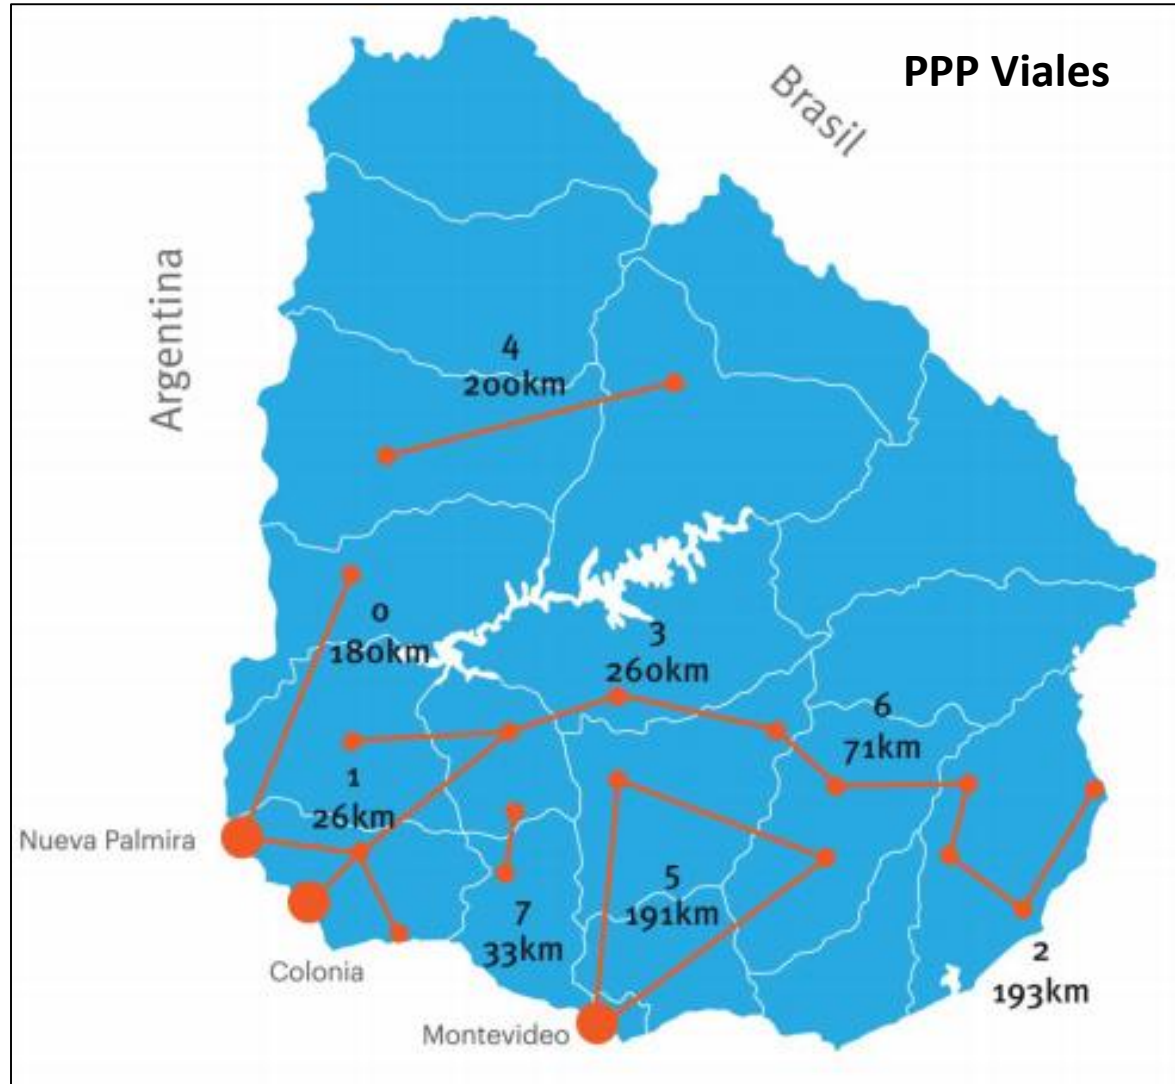 PPP Viales
Brasil
Argentina
4
200km
0
180km
3
260km
6
71km
1
26km
Nueva Palmira
5
191km
7
33km
2
193km
Colonia
Montevideo